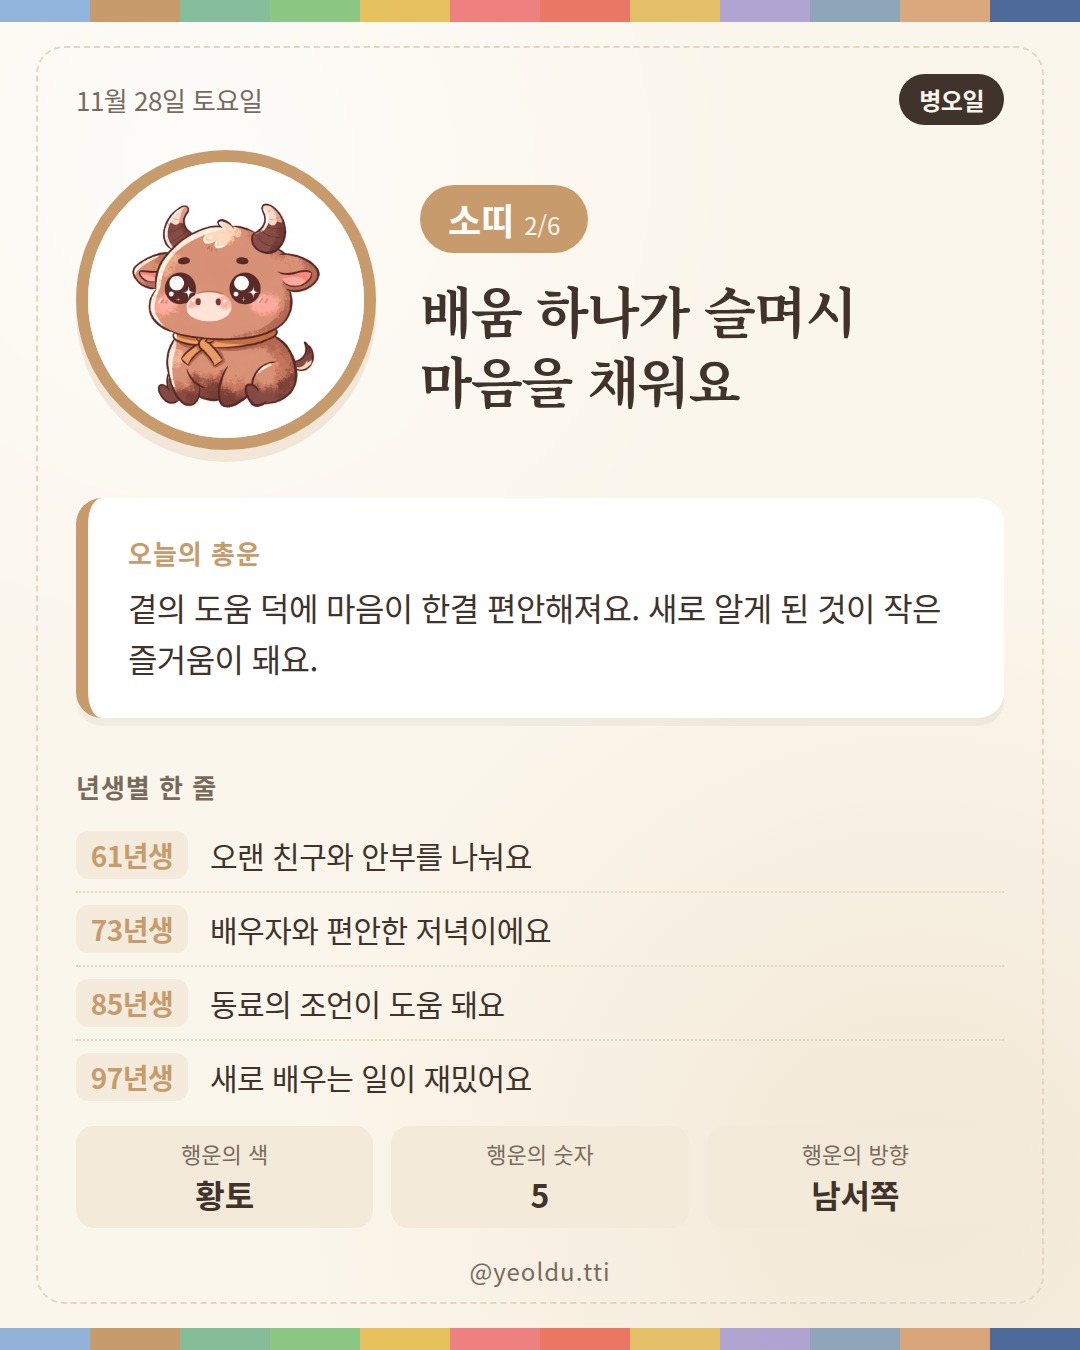 11월 28일 토요일
병오일
소띠 2/6
배움 하나가 슬며시
마음을 채워요
오늘의 총운
곁의 도움 덕에 마음이 한결 편안해져요. 새로 알게 된 것이 작은
즐거움이 돼요.
년생별 한 줄
61년생 오랜 친구와 안부를 나눠요
73년생 배우자와 편안한 저녁이에요
85년생 동료의 조언이 도움 돼요
97년생 새로 배우는 일이 재밌어요
행운의 색
황토
행운의 숫자
5
행운의 방향
남서쪽
@yeoldu.tti